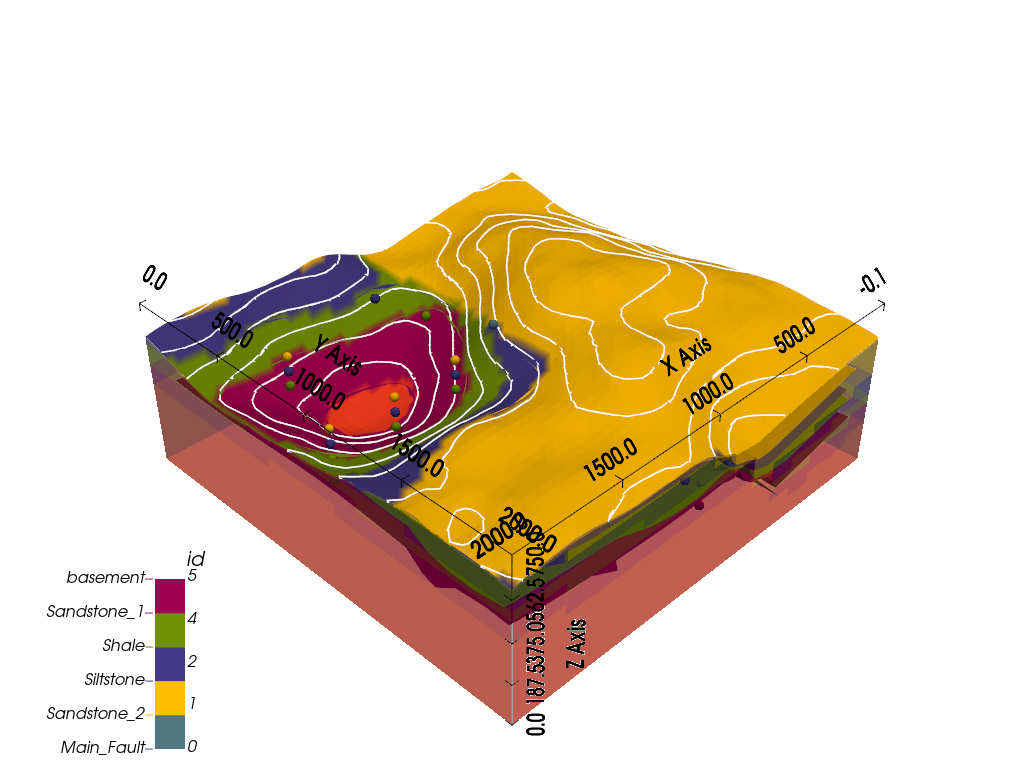 0.0
500.0
Y Axis
1000.0
1500.0
2000.0
-0.1
500.0
X Axis
1000.0
1500.0
2000.0
750.
562.5
375.0
187.5
0.0
Z Axis
id
basement
5
Sandstone_1
4
Shale
2
Siltstone
1
Sandstone_2
Main_Fault
0